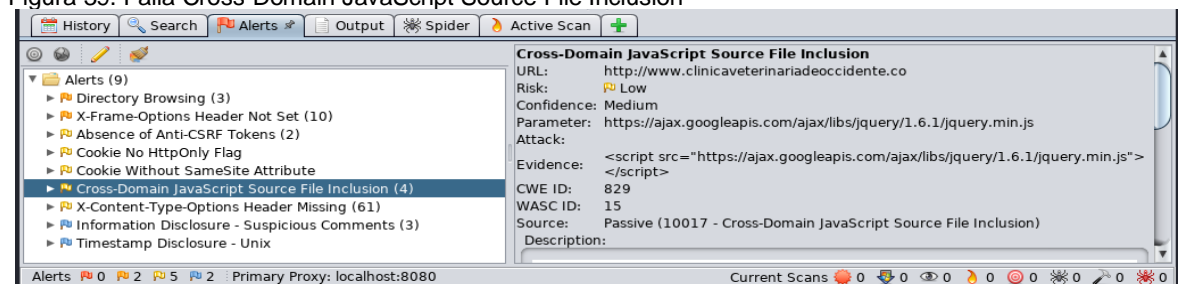 Figura 39. Falla Cross-Domain JavaScript Source File Inclusion
History Search Alerts Output Spider Active Scan
Alerts (9)
Directory Browsing (3)
X-Frame-Options Header Not Set (10)
Absence of Anti-CSRF Tokens (2)
Cookie No HttpOnly Flag
Cookie Without SameSite Attribute
Cross-Domain JavaScript Source File Inclusion (4)
X-Content-Type-Options Header Missing (61)
Information Disclosure - Suspicious Comments (3)
Timestamp Disclosure - Unix
Cross-Domain JavaScript Source File Inclusion
URL: http://www.clinicaveterinariadeoccidente.co
Risk: Low
Confidence: Medium
Parameter: https://ajax.googleapis.com/ajax/libs/jquery/1.6.1/jquery.min.js
Attack:
Evidence: <script src="https://ajax.googleapis.com/ajax/libs/jquery/1.6.1/jquery.min.js">
</script>
CWE ID: 829
WASC ID: 15
Source: Passive (10017 - Cross-Domain JavaScript Source File Inclusion)
Description:
Alerts 0 2 5 2 Primary Proxy: localhost:8080 Current Scans 0 0 0 0 0 0 0 0